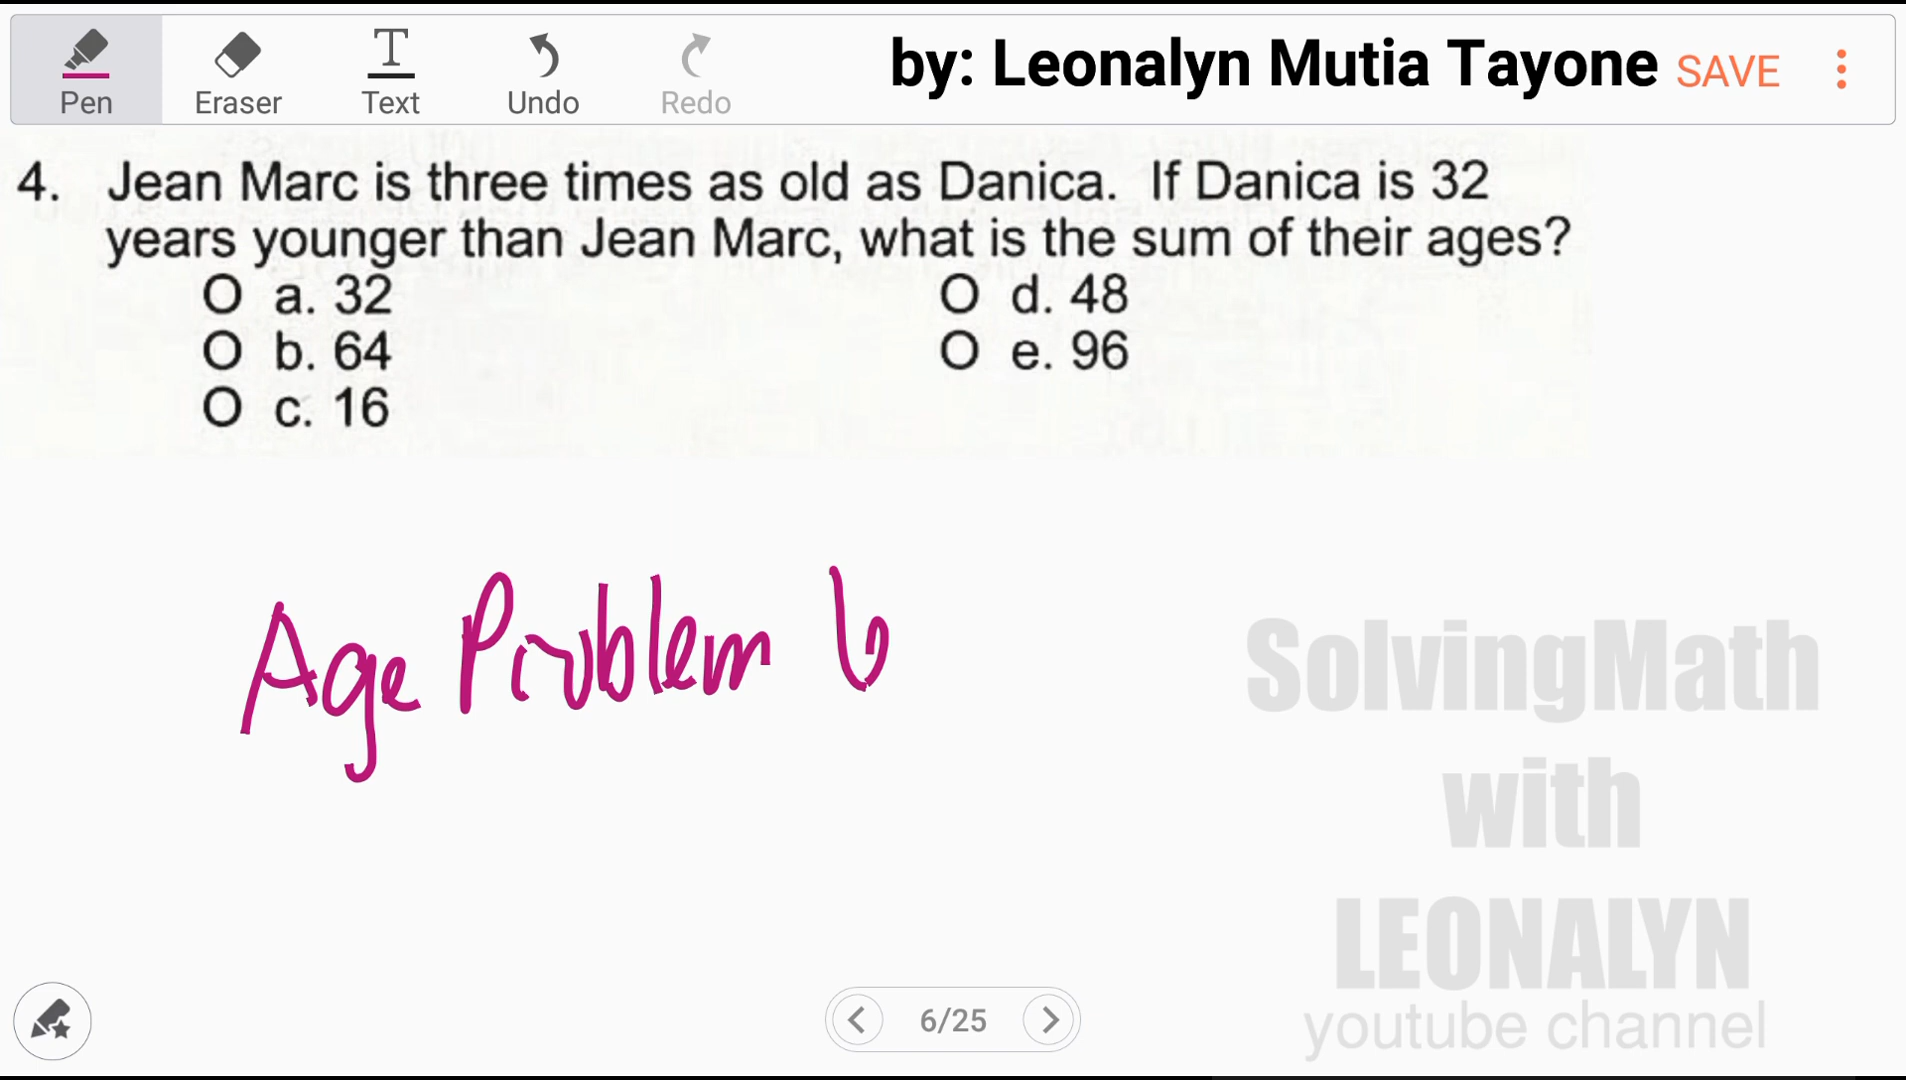 Pen
Eraser
Text
Undo
Redo
by: Leonalyn Mutia Tayone
SAVE
4. Jean Marc is three times as old as Danica. If Danica is 32
years younger than Jean Marc, what is the sum of their ages?
O a. 32
O b. 64
O c. 16
O d. 48
O e. 96
Age Problem
SolvingMath
with
LEONALYN
youtube channel
6/25